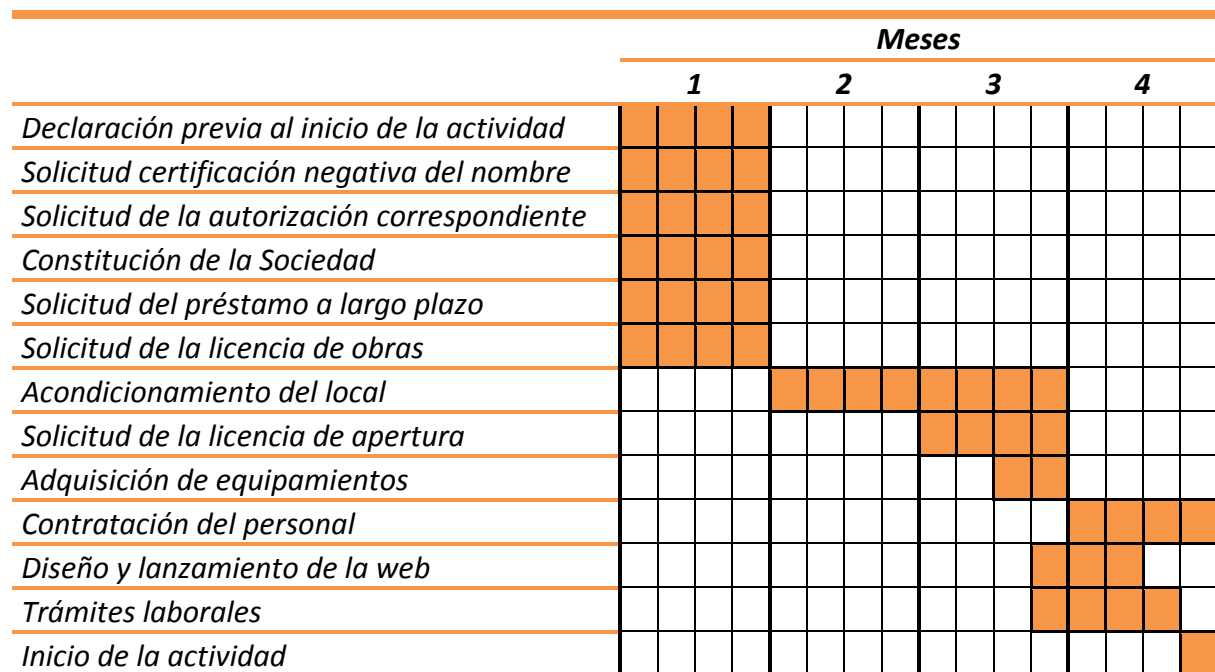 Meses
1 2 3 4
Declaración previa al inicio de la actividad
Solicitud certificación negativa del nombre
Solicitud de la autorización correspondiente
Constitución de la Sociedad
Solicitud del préstamo a largo plazo
Solicitud de la licencia de obras
Acondicionamiento del local
Solicitud de la licencia de apertura
Adquisición de equipamientos
Contratación del personal
Diseño y lanzamiento de la web
Trámites laborales
Inicio de la actividad